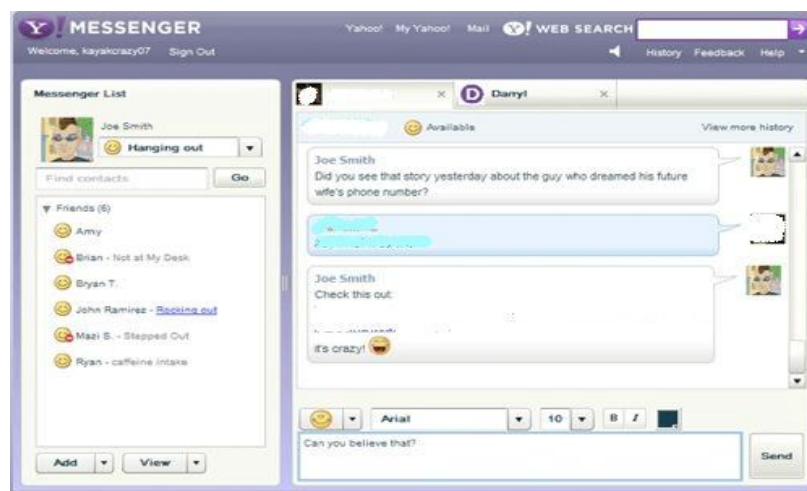 Y! MESSENGER
Yahoo! My Yahoo! Mail Y! WEB SEARCH
Welcome, kayakcrazy07 Sign Out
History Feedback Help
Messenger List
Joe Smith
Hanging out
Find contacts Go
Friends (6)
Amy
Brian - Not at My Desk
Bryan T.
John Ramirez - Rocking out
Mazi S. - Stepped Out
Ryan - caffeine intake
Add View
D Darryl
Available View more history
Joe Smith
Did you see that story yesterday about the guy who dreamed his future
wife's phone number?
Joe Smith
Check this out:
it's crazy!
Arial 10 B I
Can you believe that?
Send